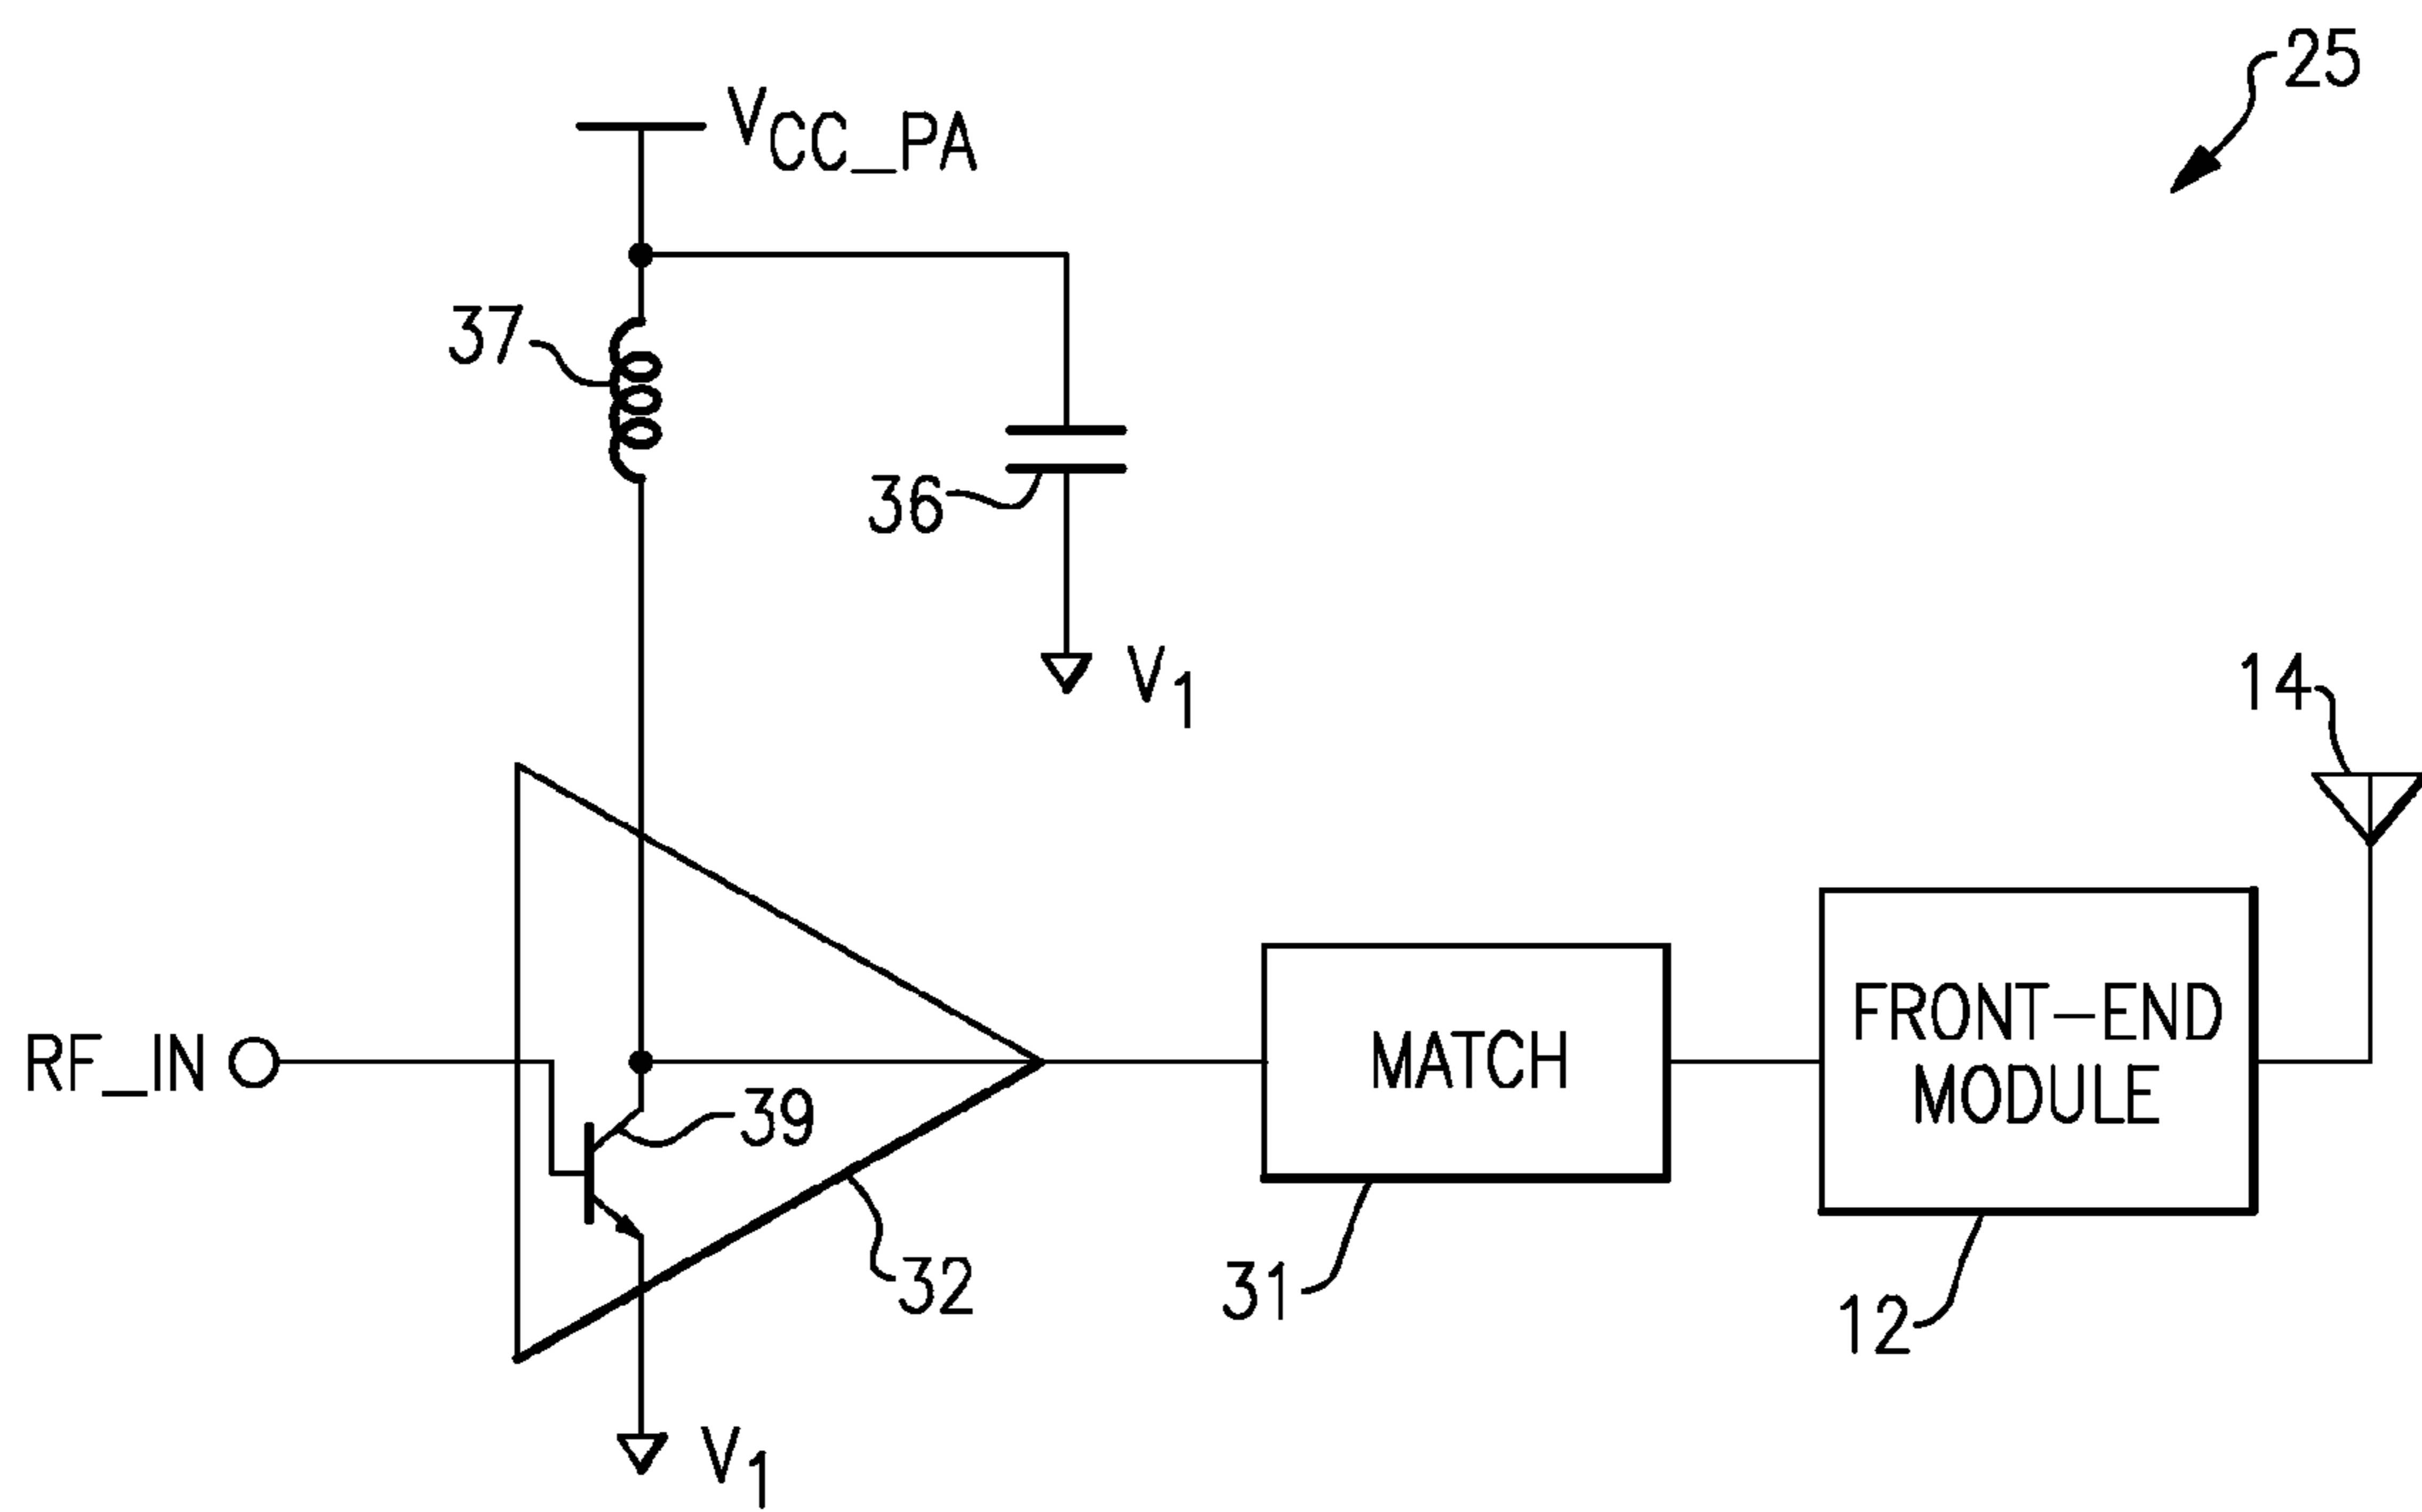 25
VCC_PA
37
36
V1
14
RF_IN
39
MATCH
FRONT-END
MODULE
32
31
12
V1